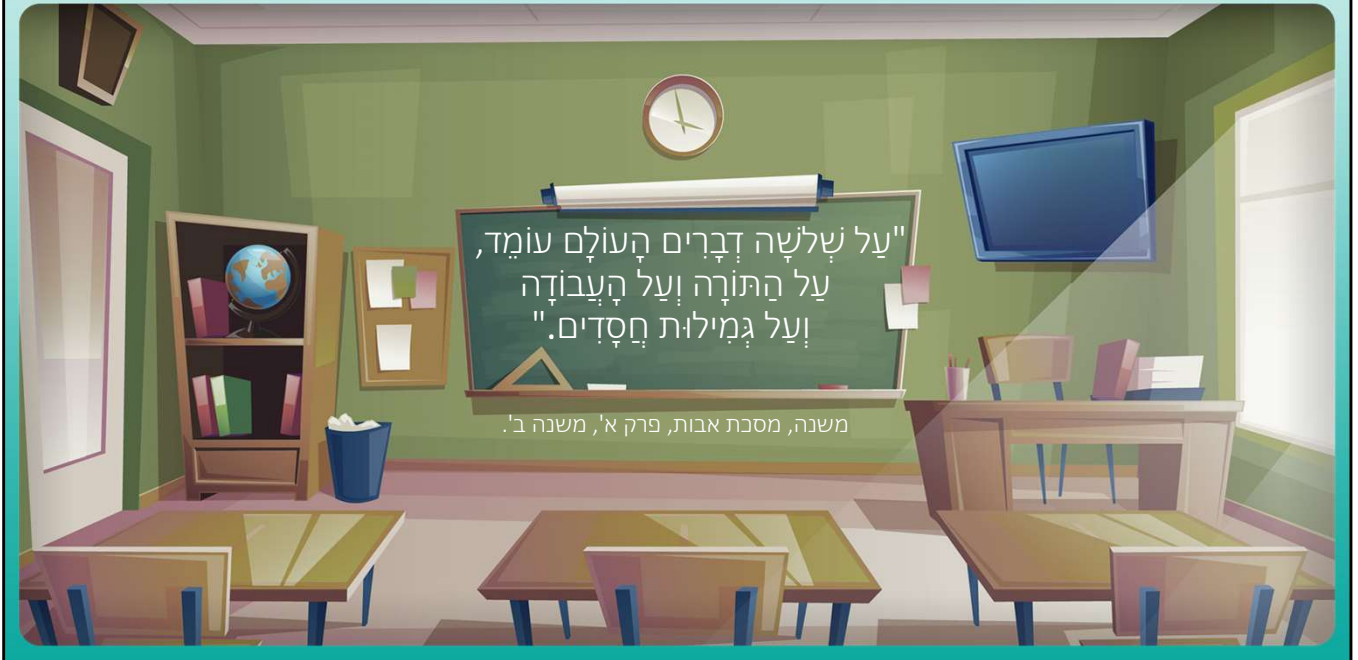 "עַל שְׁלֹשָׁה דְבָרִים הָעוֹלָם עוֹמֵד,
עַל הַתּוֹרָה וְעַל הָעֲבוֹדָה
וְעַל גְּמִילוּת חֲסָדִים."
משנה, מסכת אבות, פרק א', משנה ב'.